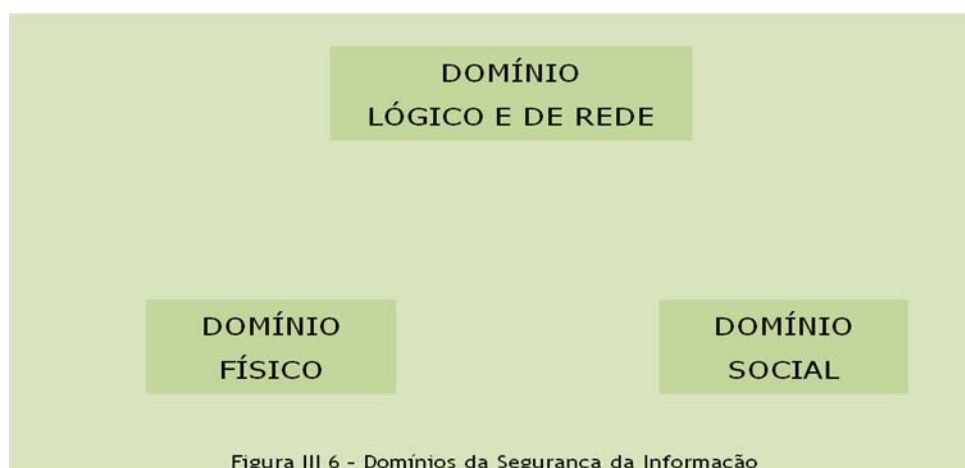 DOMÍNIO
LÓGICO E DE REDE
DOMÍNIO
FÍSICO
DOMÍNIO
SOCIAL
Figura III 6 - Domínios da Segurança da Informação